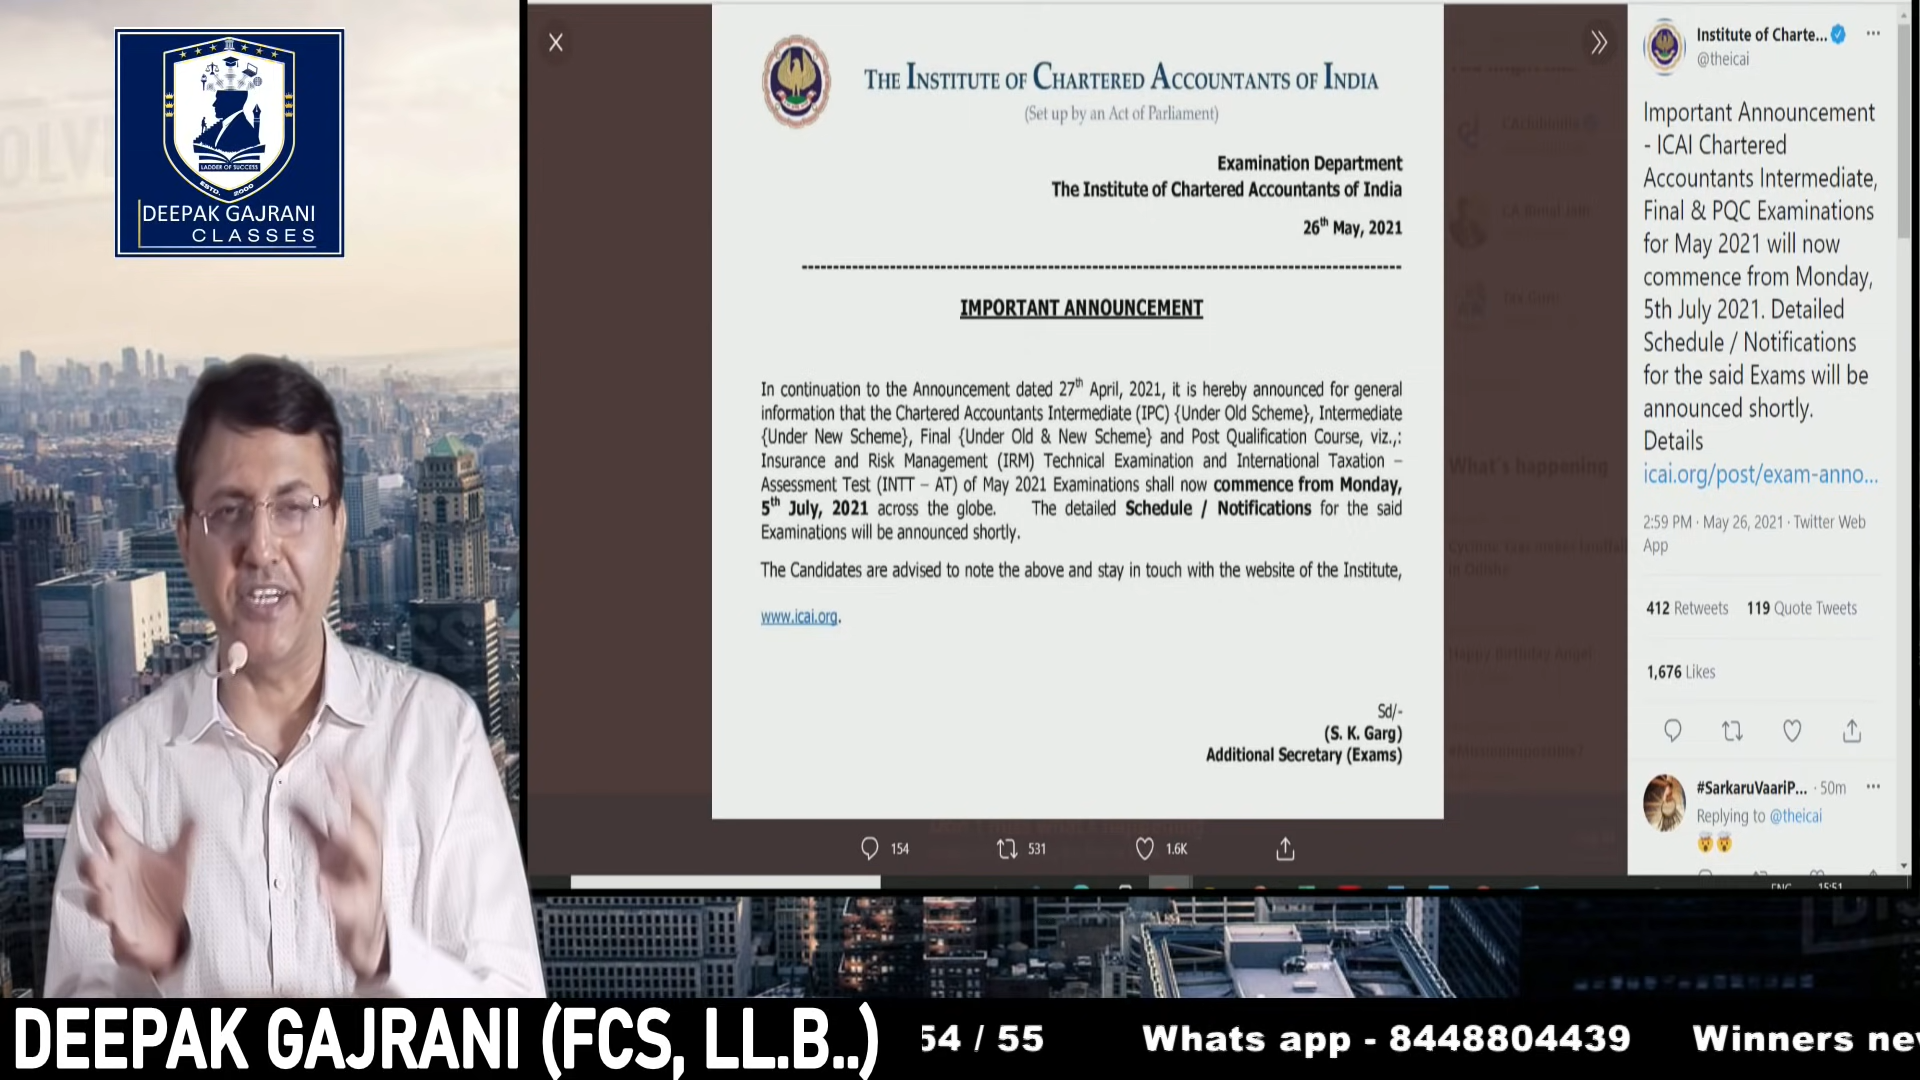 LADDER OF SUCCESS
ESTD. 2000
DEEPAK GAJRANI
CLASSES
THE INSTITUTE OF CHARTERED ACCOUNTANTS OF INDIA
(Set up by an Act of Parliament)
Examination Department
The Institute of Chartered Accountants of India
26th May, 2021
IMPORTANT ANNOUNCEMENT
In continuation to the Announcement dated 27th April, 2021, it is hereby announced for general
information that the Chartered Accountants Intermediate (IPC) {Under Old Scheme}, Intermediate
{Under New Scheme}, Final {Under Old & New Scheme} and Post Qualification Course, viz.,:
Insurance and Risk Management (IRM) Technical Examination and International Taxation –
Assessment Test (INTT – AT) of May 2021 Examinations shall now commence from Monday,
5th July, 2021 across the globe. The detailed Schedule / Notifications for the said
Examinations will be announced shortly.
The Candidates are advised to note the above and stay in touch with the website of the Institute,
www.icai.org.
Sd/-
(S. K. Garg)
Additional Secretary (Exams)
154
531
1.6K
What's happening
Institute of Charte...
@theicai
Important Announcement
- ICAI Chartered
Accountants Intermediate,
Final & PQC Examinations
for May 2021 will now
commence from Monday,
5th July 2021. Detailed
Schedule / Notifications
for the said Exams will be
announced shortly.
Details
icai.org/post/exam-anno...
2:59 PM · May 26, 2021 · Twitter Web
App
412 Retweets 119 Quote Tweets
1,676 Likes
#SarkaruVaariP... · 50m
Replying to @theicai
ENG 15:51
DEEPAK GAJRANI (FCS, LL.B..)
54 / 55 Whats app - 8448804439 Winners nev